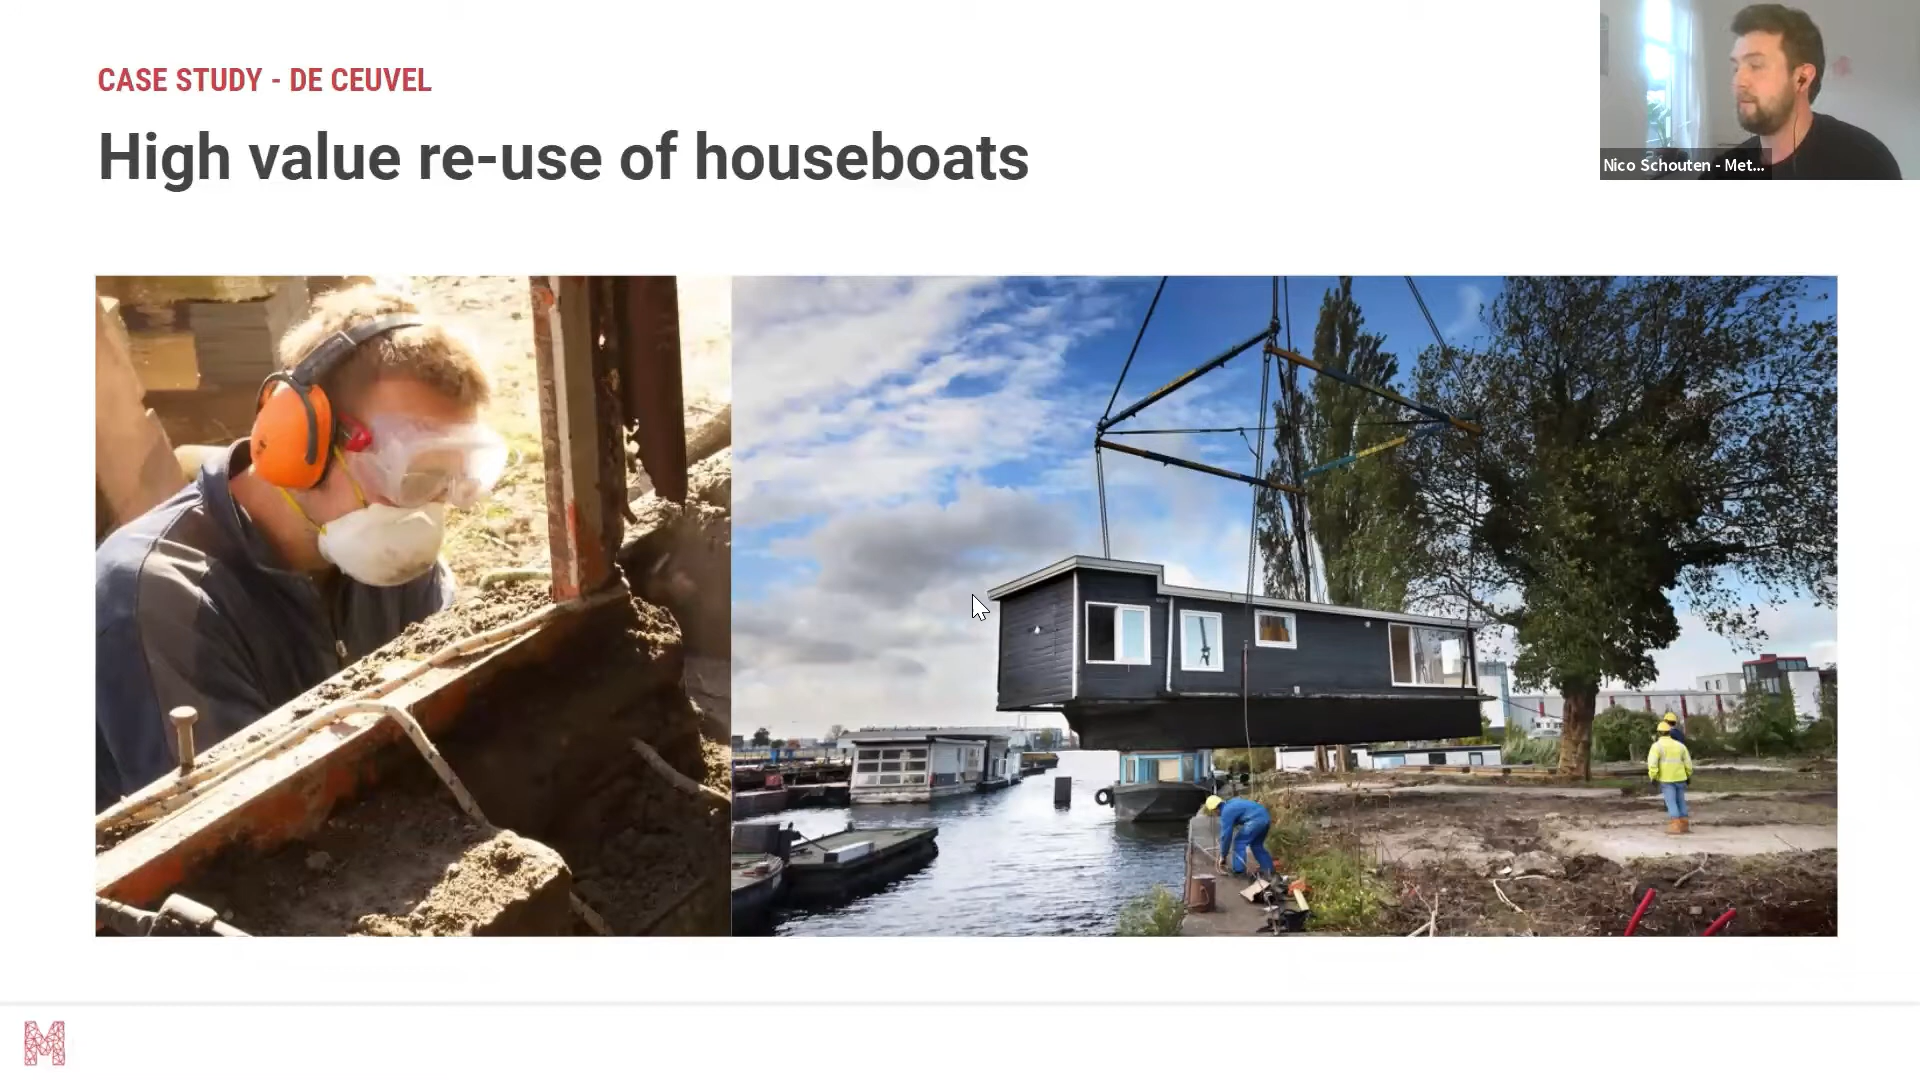 CASE STUDY - DE CEUVEL
High value re-use of houseboats
Nico Schouten - Met...
M